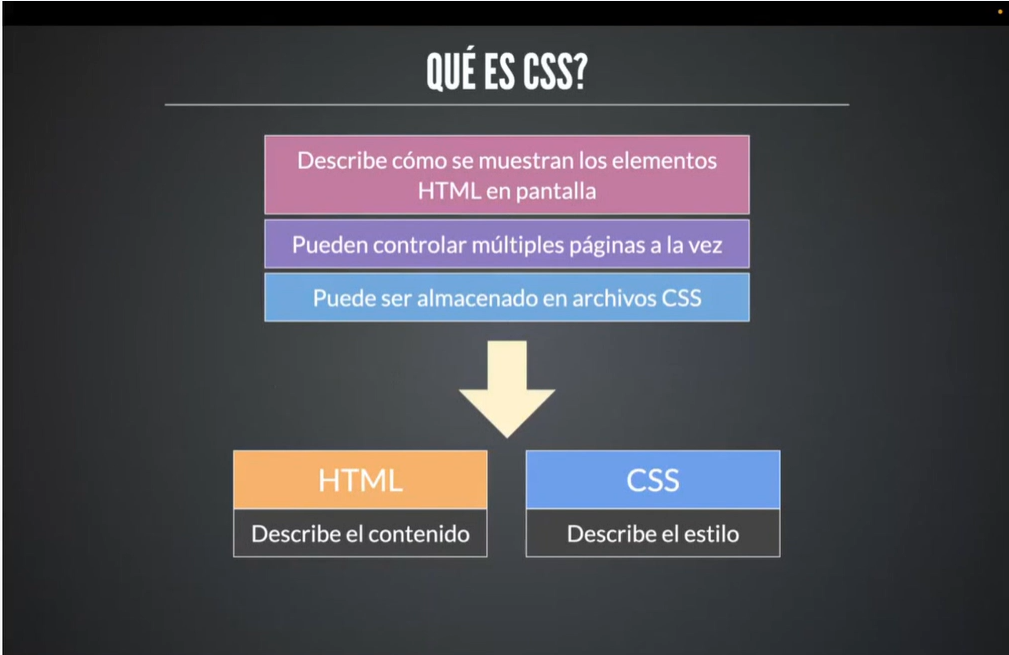 QUÉ ES CSS?
Describe cómo se muestran los elementos
HTML en pantalla
Pueden controlar múltiples páginas a la vez
Puede ser almacenado en archivos CSS
HTML
CSS
Describe el contenido
Describe el estilo